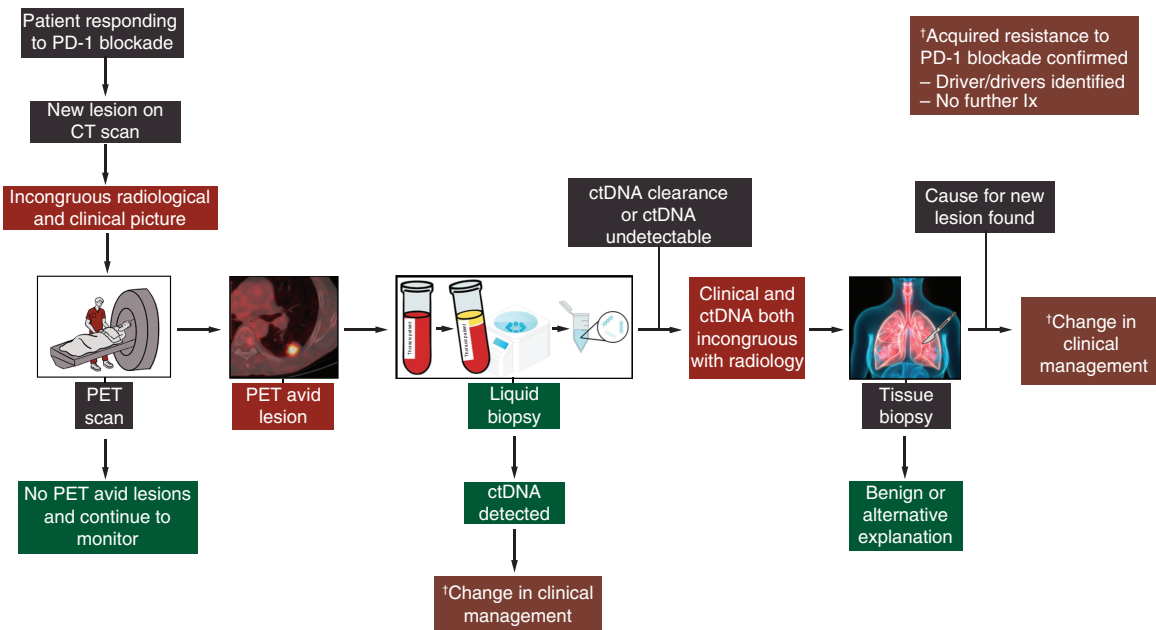 Patient responding
to PD-1 blockade
New lesion on
CT scan
Incongruous radiological
and clinical picture
PET
scan
No PET avid lesions
and continue to
monitor
PET avid
lesion
Liquid
biopsy
ctDNA
detected
†Change in clinical
management
ctDNA clearance
or ctDNA
undetectable
Clinical and
ctDNA both
incongruous
with radiology
Tissue
biopsy
Benign or
alternative
explanation
Cause for new
lesion found
†Change in
clinical
management
†Acquired resistance to
PD-1 blockade confirmed
– Driver/drivers identified
– No further Ix